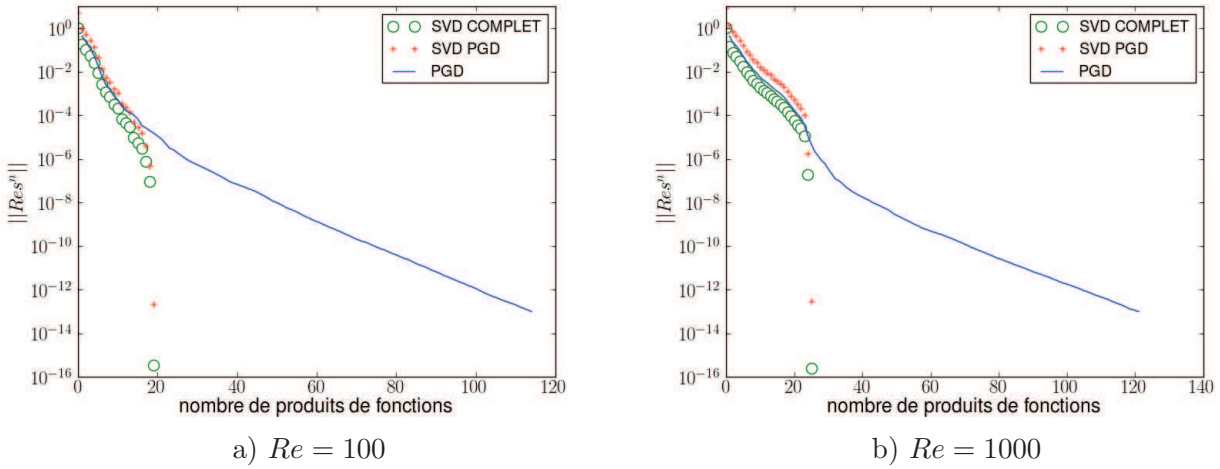 10^0
10^{-2}
10^{-4}
10^{-6}
10^{-8}
10^{-10}
10^{-12}
10^{-14}
10^{-16}
||Res^n||
0 20 40 60 80 100 120
nombre de produits de fonctions
SVD COMPLET
SVD PGD
PGD
a) Re = 100
10^0
10^{-2}
10^{-4}
10^{-6}
10^{-8}
10^{-10}
10^{-12}
10^{-14}
10^{-16}
||Res^n||
0 20 40 60 80 100 120 140
nombre de produits de fonctions
SVD COMPLET
SVD PGD
PGD
b) Re = 1000